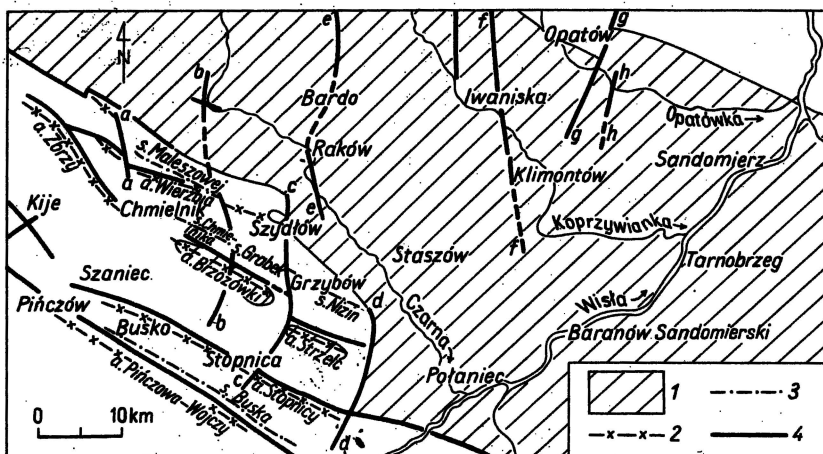 N
e
f
Opatów
g
b
h
Bardo
Iwaniska
a
a. Zbrzy
s. Maleszowej
g
h
Opatówka
Raków
Sandomierz
Klimontów
a
a. Wierzbia
c
Kije
Chmielnik
e
Szydłów
Koprzywianka
s. Grabek
f
Staszów
Tarnobrzeg
a. Brzozówki
Szaniec
Grzybów
d
s. Nizin
Czarna
Wisła
Pińczów
b
Busko
a. Strzelc
Baranów Sandomierski
Stopnica
Połaniec
c
a. Stopnicy
s. Buska
a. Pińczowa-Wójczy
0 10km
d
1
2
3
4